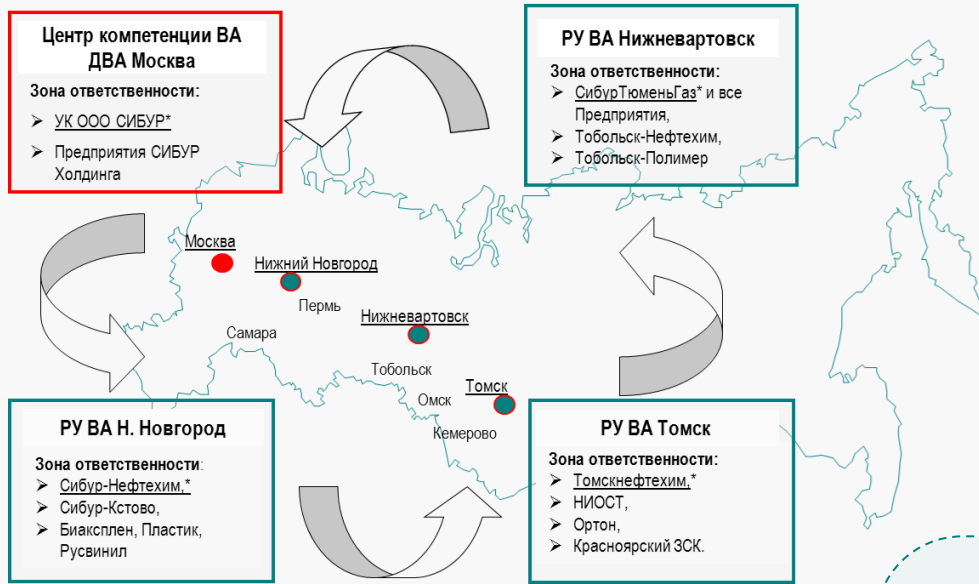 Центр компетенции ВА
ДВА Москва
Зона ответственности:
УК ООО СИБУР*
Предприятия СИБУР
Холдинга
РУ ВА Нижневартовск
Зона ответственности:
СибурТюменьГаз* и все
Предприятия,
Тобольск-Нефтехим,
Тобольск-Полимер
Москва
Нижний Новгород
Пермь
Нижневартовск
Самара
Тобольск
Томск
Омск
Кемерово
РУ ВА Н. Новгород
Зона ответственности:
Сибур-Нефтехим,*
Сибур-Кстово,
Биаксплен, Пластик,
Русвинил
РУ ВА Томск
Зона ответственности:
Томскнефтехим,*
НИОСТ,
Ортон,
Красноярский ЗСК.